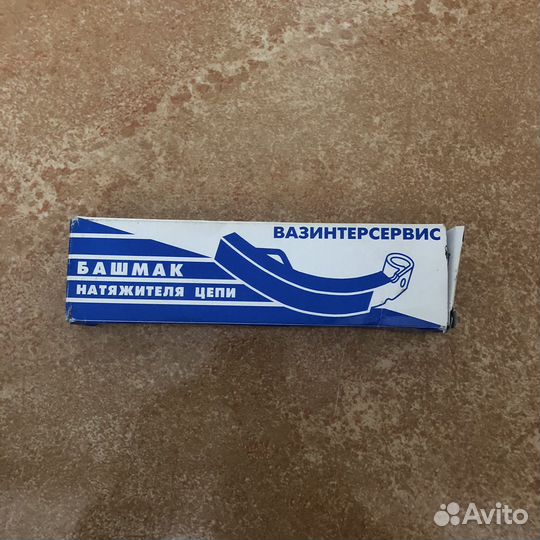 ВАЗИНТЕРСЕРВИС
БАШМАК
НАТЯЖИТЕЛЯ ЦЕПИ
Avito